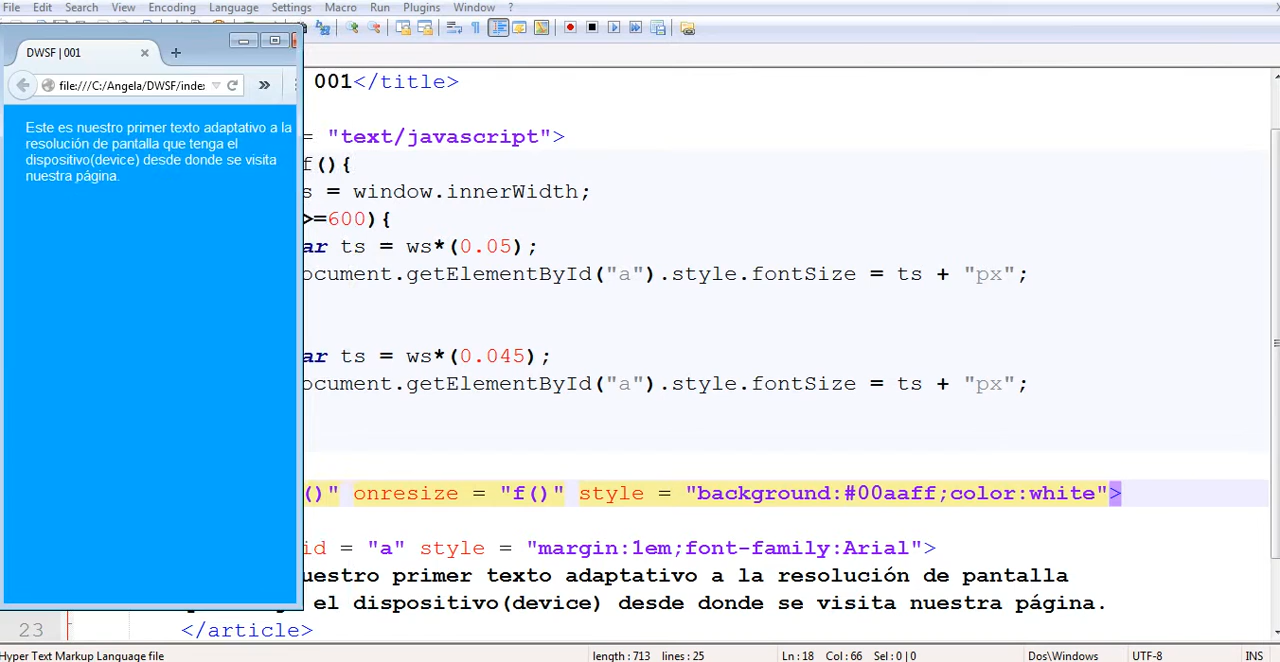 File Edit Search View Encoding Language Settings Macro Run Plugins Window ?
DWSF | 001
file:///C:/Angela/DWSF/inde:
Este es nuestro primer texto adaptativo a la
resolución de pantalla que tenga el
dispositivo(device) desde donde se visita
nuestra página.
001</title>
= "text/javascript">
f(){
s = window.innerWidth;
>=600){
ar ts = ws*(0.05);
ocument.getElementById("a").style.fontSize = ts + "px";
ar ts = ws*(0.045);
ocument.getElementById("a").style.fontSize = ts + "px";
()" onresize = "f()" style = "background:#00aaff;color:white">
id = "a" style = "margin:1em;font-family:Arial">
uestro primer texto adaptativo a la resolución de pantalla
el dispositivo(device) desde donde se visita nuestra página.
23 </article>
Hyper Text Markup Language file length : 713 lines : 25 Ln : 18 Col : 66 Sel : 0 | 0 Dos\Windows UTF-8 INS